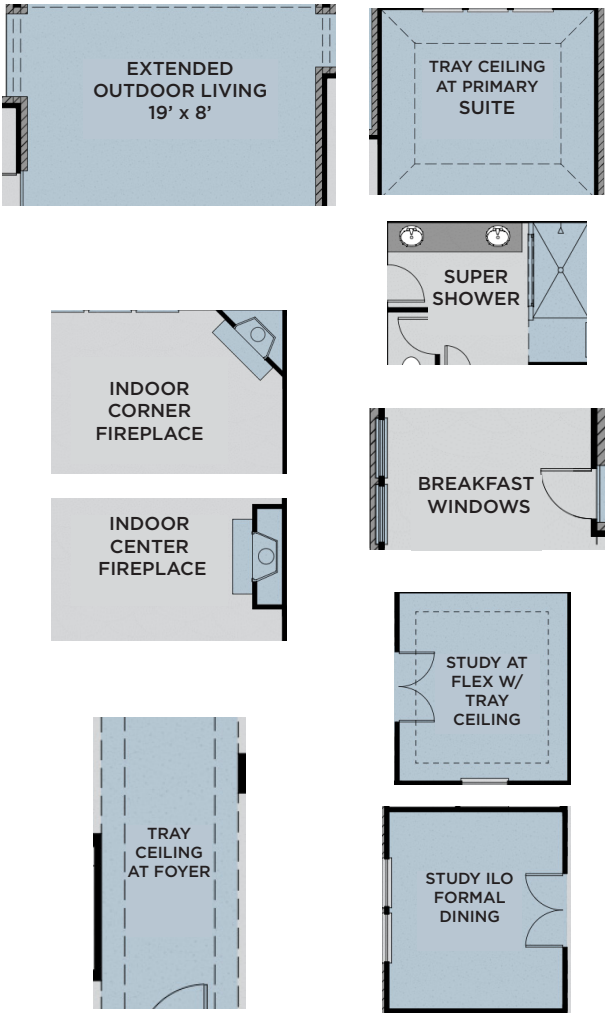 EXTENDED
OUTDOOR LIVING
19’ x 8’
TRAY CEILING
AT PRIMARY
SUITE
SUPER
SHOWER
INDOOR
CORNER
FIREPLACE
BREAKFAST
WINDOWS
INDOOR
CENTER
FIREPLACE
STUDY AT
FLEX W/
TRAY
CEILING
TRAY
CEILING
AT FOYER
STUDY ILO
FORMAL
DINING